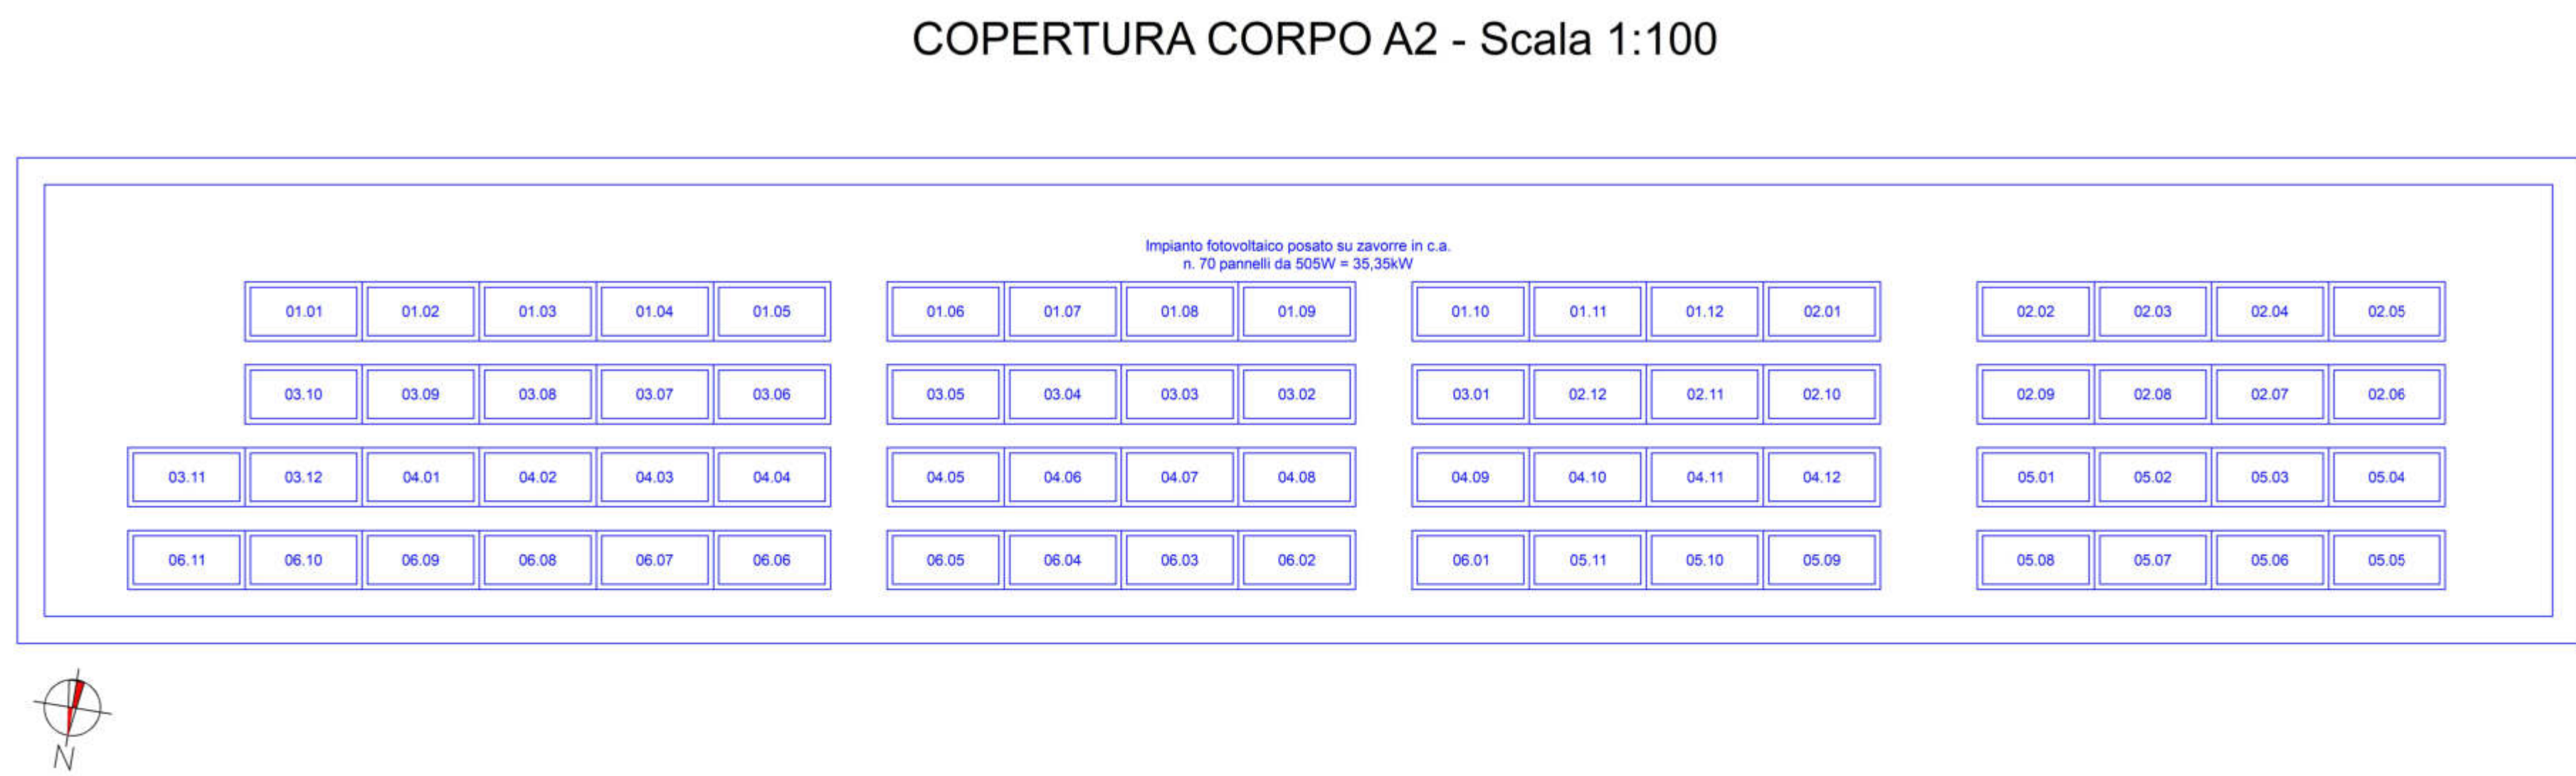 COPERTURA CORPO A2 - Scala 1:100
Impianto fotovoltaico posato su zavorre in c.a.
n. 70 pannelli da 505W = 35,35kW
01.01 01.02 01.03 01.04 01.05 01.06 01.07 01.08 01.09 01.10 01.11 01.12 02.01 02.02 02.03 02.04 02.05
03.10 03.09 03.08 03.07 03.06 03.05 03.04 03.03 03.02 03.01 02.12 02.11 02.10 02.09 02.08 02.07 02.06
03.11 03.12 04.01 04.02 04.03 04.04 04.05 04.06 04.07 04.08 04.09 04.10 04.11 04.12 05.01 05.02 05.03 05.04
06.11 06.10 06.09 06.08 06.07 06.06 06.05 06.04 06.03 06.02 06.01 05.11 05.10 05.09 05.08 05.07 05.06 05.05
N